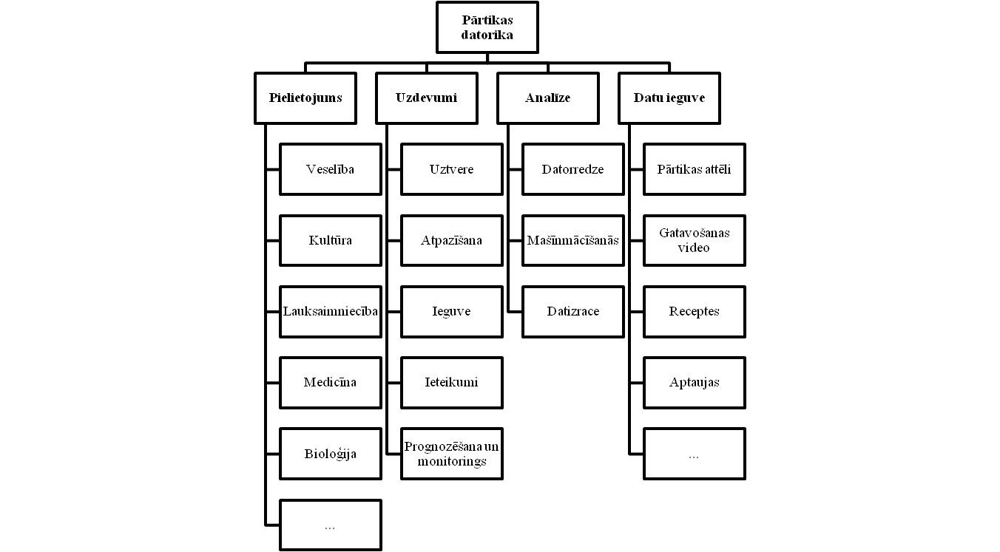 Pārtikas
datorika
Pielietojums
Uzdevumi
Analīze
Datu ieguve
Veselība
Uztvere
Datorredze
Pārtikas attēli
Kultūra
Atpazīšana
Mašīnmācīšanās
Gatavošanas
video
Lauksaimniecība
Ieguve
Datizrace
Receptes
Medicīna
Ieteikumi
Aptaujas
Bioloģija
Prognozēšana un
monitorings
...
...